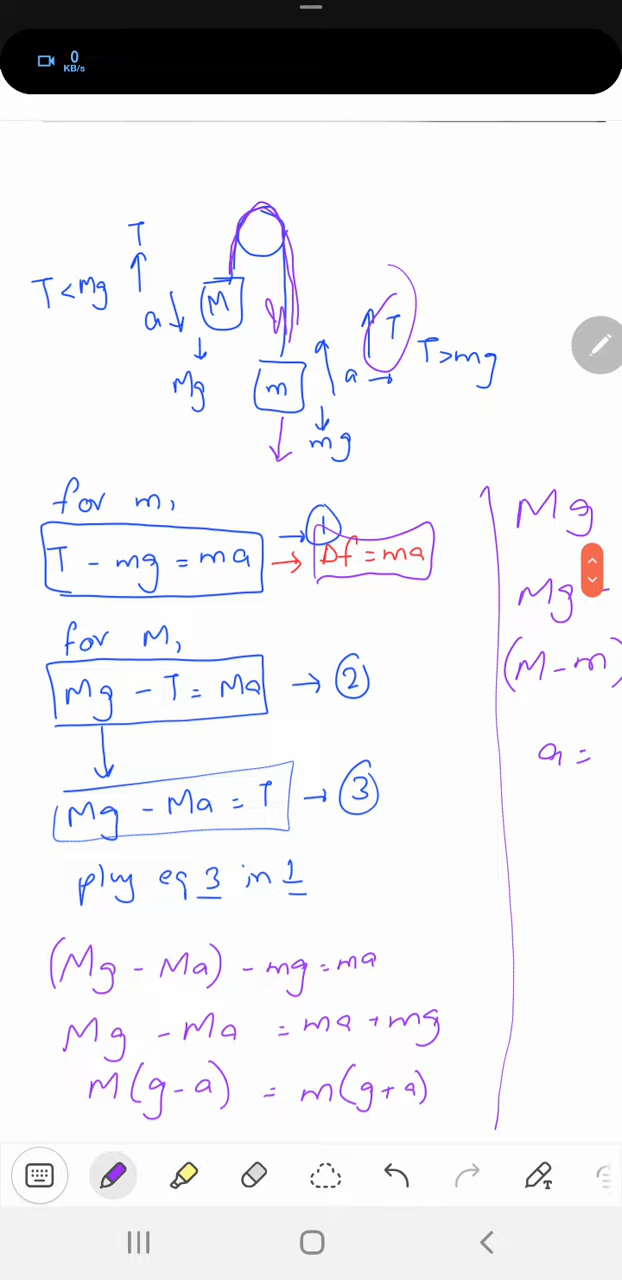 0
KB/s
T
T < Mg
a
M
Mg
T
T > mg
a
m
mg
for m,
T - mg = ma → Δf = ma
→ 1
for M,
Mg - T = Ma → 2
Mg - Ma = T → 3
plug eq 3 in 1
(Mg - Ma) - mg = ma
Mg - Ma = ma + mg
M(g - a) = m(g + a)
Mg
Mg -
(M - m)
a =